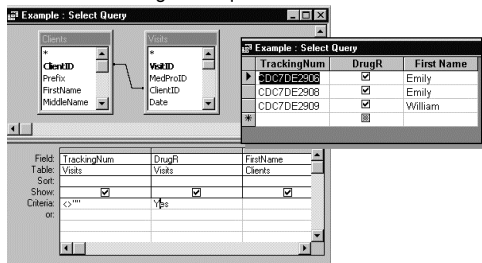 Example : Select Query
Clients
*
ClientID
Prefix
FirstName
MiddleName
Visits
*
VisitID
MedProID
ClientID
Date
Example : Select Query
TrackingNum DrugR First Name
CDC7DE2906 Emily
CDC7DE2908 Emily
CDC7DE2909 William
*
Field: TrackingNum DrugR FirstName
Table: Visits Visits Clients
Sort:
Show:
Criteria: <>"" Yes
or: